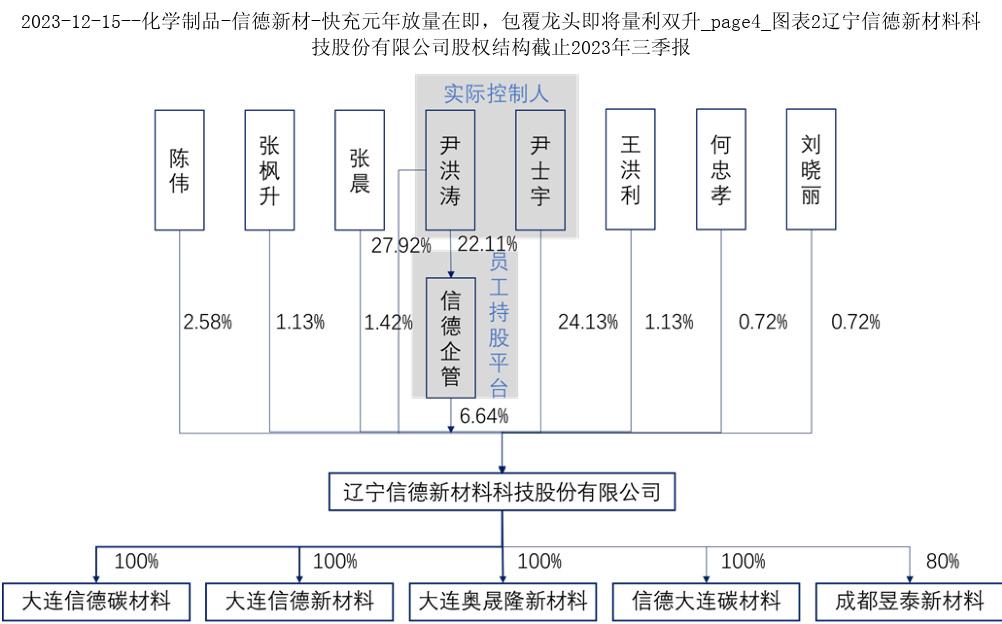 2023-12-15--化学制品-信德新材-快充元年放量在即，包覆龙头即将量利双升_page4_图表2辽宁信德新材料科
技股份有限公司股权结构截止2023年三季报
实际控制人
陈伟
张枫升
张晨
尹洪涛
尹士宇
王洪利
何忠孝
刘晓丽
27.92%
22.11%
员工持股平台
信德企管
2.58%
1.13%
1.42%
24.13%
1.13%
0.72%
0.72%
6.64%
辽宁信德新材料科技股份有限公司
100%
100%
100%
100%
80%
大连信德碳材料
大连信德新材料
大连奥晟隆新材料
信德大连碳材料
成都昱泰新材料